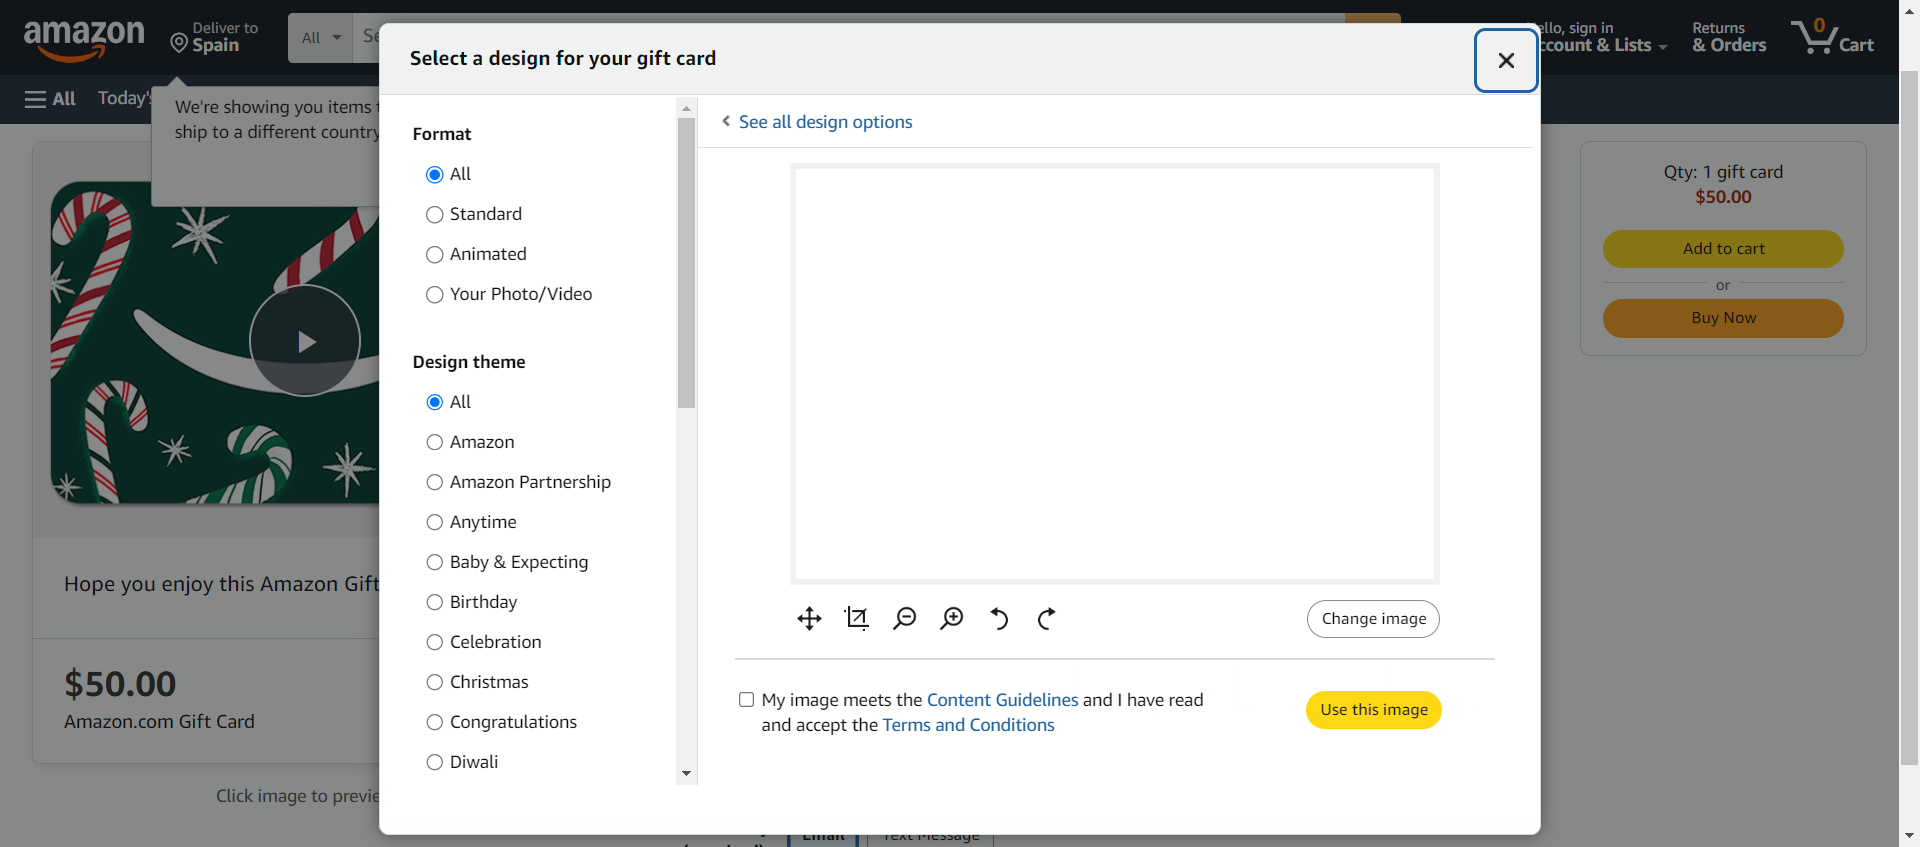 amazon
Deliver to
Spain
All
Hello, sign in
Account & Lists
Returns
& Orders
0
Cart
All
Today's
We're showing you items
ship to a different country
Select a design for your gift card
Format
All
Standard
Animated
Your Photo/Video
Design theme
All
Amazon
Amazon Partnership
Anytime
Baby & Expecting
Birthday
Celebration
Christmas
Congratulations
Diwali
See all design options
Change image
My image meets the Content Guidelines and I have read
and accept the Terms and Conditions
Use this image
Qty: 1 gift card
$50.00
Add to cart
or
Buy Now
Hope you enjoy this Amazon Gift
$50.00
Amazon.com Gift Card
Click image to previe
Email
Text Message